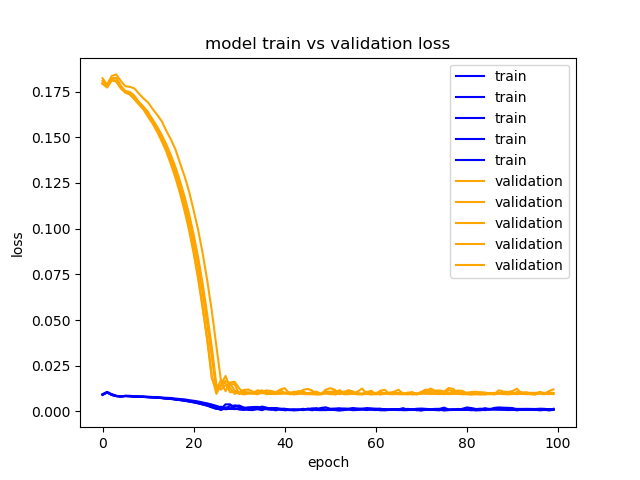 model train vs validation loss
train
train
train
train
train
validation
validation
validation
validation
validation
0.175
0.150
0.125
0.100
0.075
0.050
0.025
0.000
loss
0 20 40 60 80 100
epoch